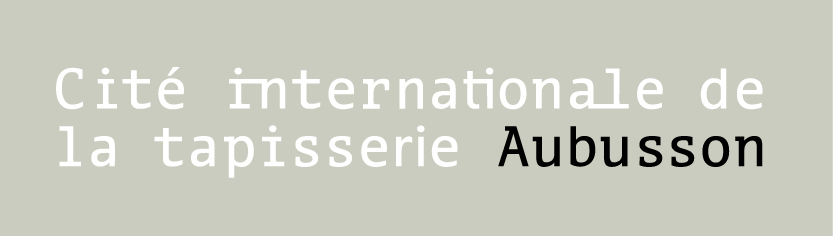 Cité internationale de
la tapisserie Aubusson